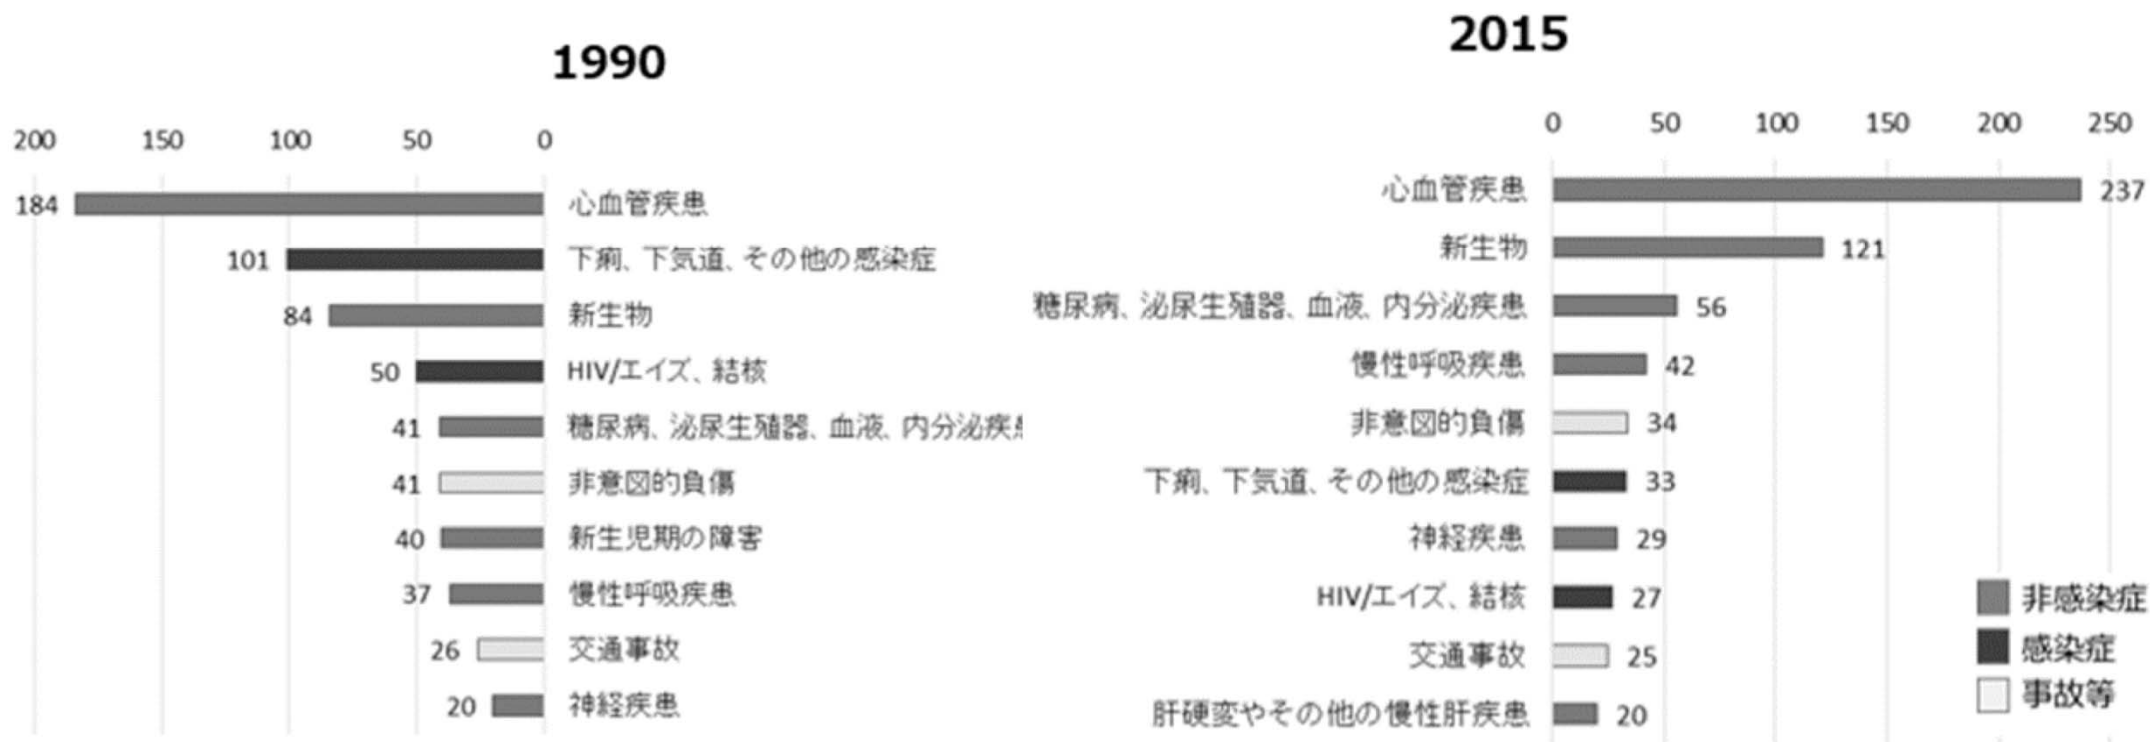 1990
200 150 100 50 0
184 心血管疾患
101 下痢、下気道、その他の感染症
84 新生物
50 HIV/エイズ、結核
41 糖尿病、泌尿生殖器、血液、内分泌疾
41 非意図的負傷
40 新生児期の障害
37 慢性呼吸疾患
26 交通事故
20 神経疾患
2015
0 50 100 150 200 250
心血管疾患 237
新生物 121
糖尿病、泌尿生殖器、血液、内分泌疾患 56
慢性呼吸疾患 42
非意図的負傷 34
下痢、下気道、その他の感染症 33
神経疾患 29
HIV/エイズ、結核 27
交通事故 25
肝硬変やその他の慢性肝疾患 20
非感染症
感染症
事故等